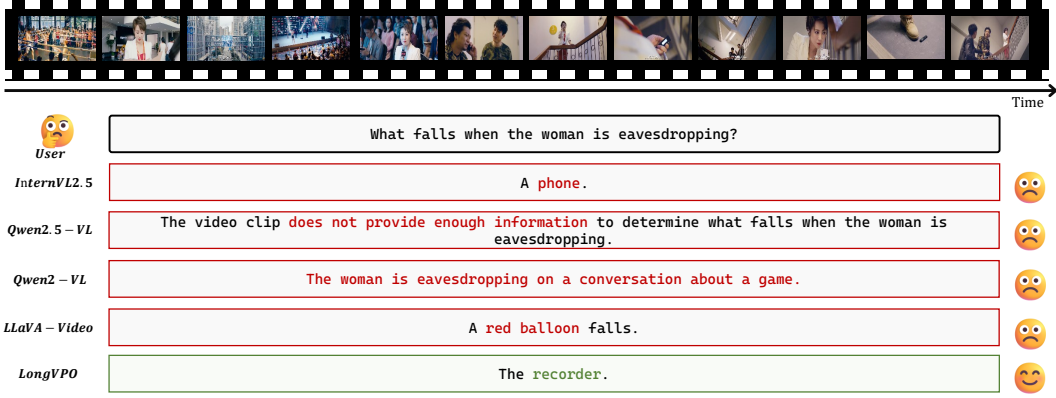 Time
User
What falls when the woman is eavesdropping?
InternVL2.5
A phone.
Qwen2.5-VL
The video clip does not provide enough information to determine what falls when the woman is
eavesdropping.
Qwen2-VL
The woman is eavesdropping on a conversation about a game.
LLaVA-Video
A red balloon falls.
LongVPO
The recorder.